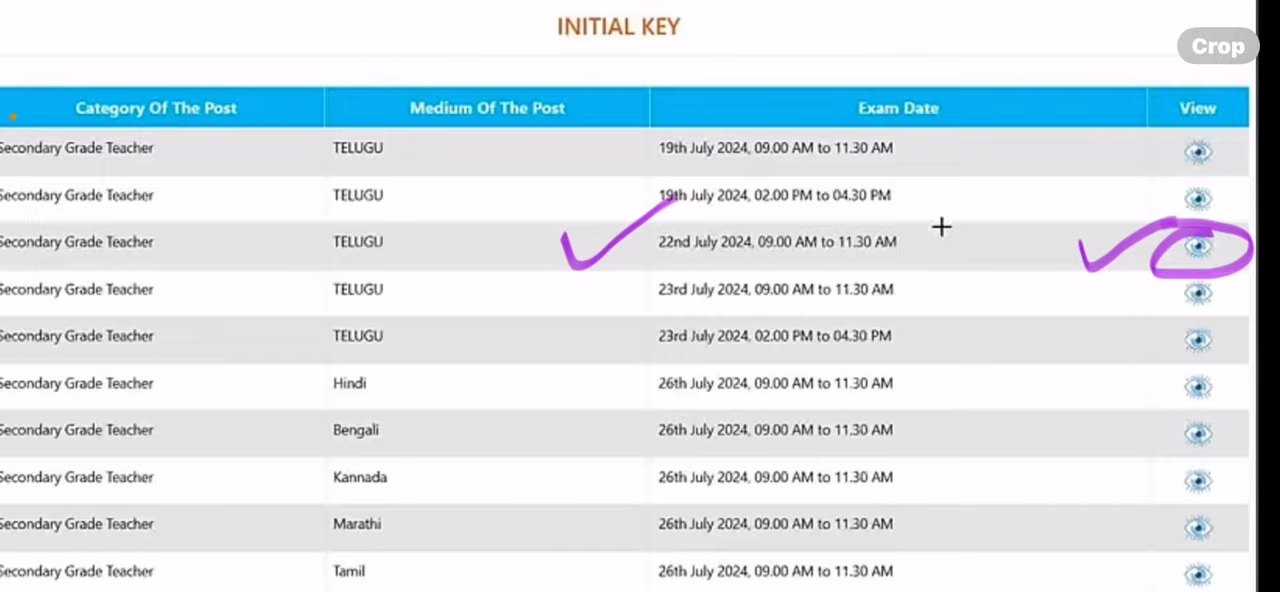 INITIAL KEY
Crop
Category Of The Post Medium Of The Post Exam Date View
Secondary Grade Teacher TELUGU 19th July 2024, 09.00 AM to 11.30 AM
Secondary Grade Teacher TELUGU 19th July 2024, 02.00 PM to 04.30 PM
Secondary Grade Teacher TELUGU 22nd July 2024, 09.00 AM to 11.30 AM
Secondary Grade Teacher TELUGU 23rd July 2024, 09.00 AM to 11.30 AM
Secondary Grade Teacher TELUGU 23rd July 2024, 02.00 PM to 04.30 PM
Secondary Grade Teacher Hindi 26th July 2024, 09.00 AM to 11.30 AM
Secondary Grade Teacher Bengali 26th July 2024, 09.00 AM to 11.30 AM
Secondary Grade Teacher Kannada 26th July 2024, 09.00 AM to 11.30 AM
Secondary Grade Teacher Marathi 26th July 2024, 09.00 AM to 11.30 AM
Secondary Grade Teacher Tamil 26th July 2024, 09.00 AM to 11.30 AM